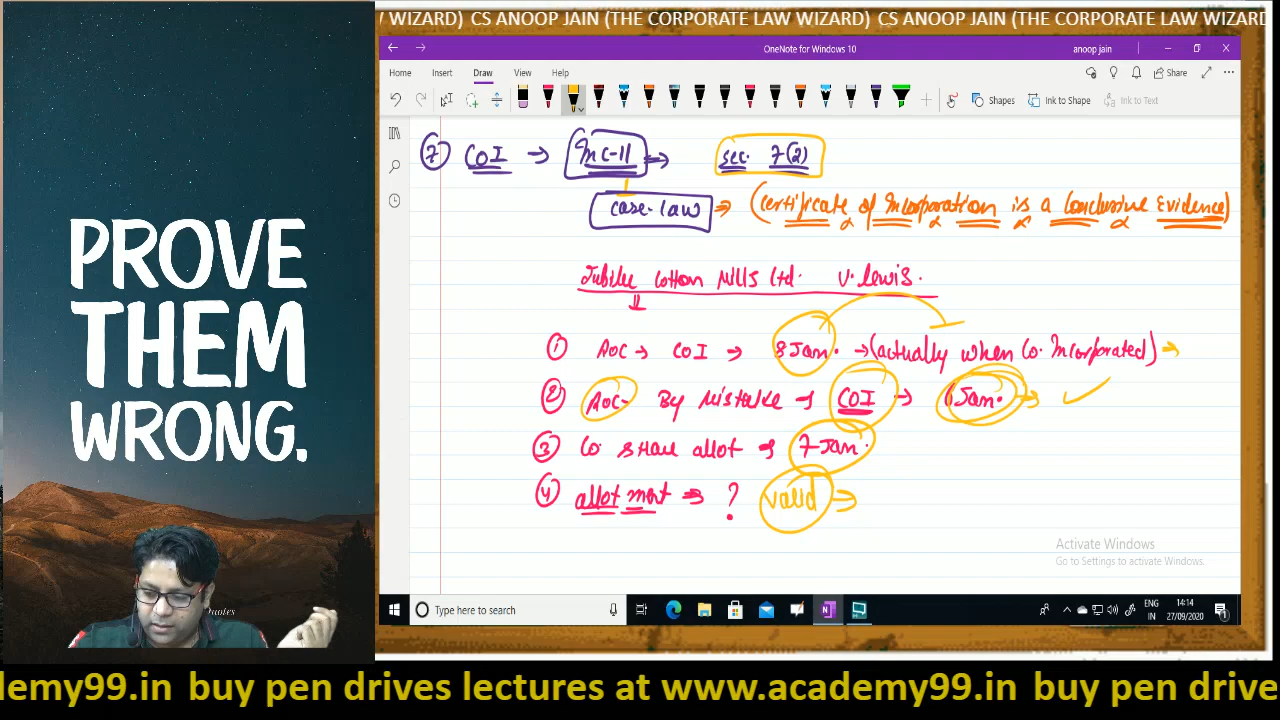 W WIZARD) CS ANOOP JAIN (THE CORPORATE LAW WIZARD) CS ANOOP JAIN (THE CORPORATE LAW WIZARD
OneNote for Windows 10
anoop jain
Home Insert Draw View Help
Share
Shapes
Ink to Shape
Ink to Text
7 COI → Inc-11 ⇒ sec. 7(2)
case law ⇒ (certificate of Incorporation is a Conclusive Evidence)
Jubilee Cotton Mills Ltd. V. Lewis.
① ROC → COI → 8 Jan. → (actually when Co. Incorporated) →
② ROC By Mistake → COI → 6 Jan. → ✓
③ Co share allot → 7 Jan.
④ allotment ⇒ ? valid ⇒
PROVE
THEM
WRONG.
Quotes
Activate Windows
Go to Settings to activate Windows.
Type here to search
ENG
IN
14:14
27/09/2020
1
demy99.in buy pen drives lectures at www.academy99.in buy pen drive